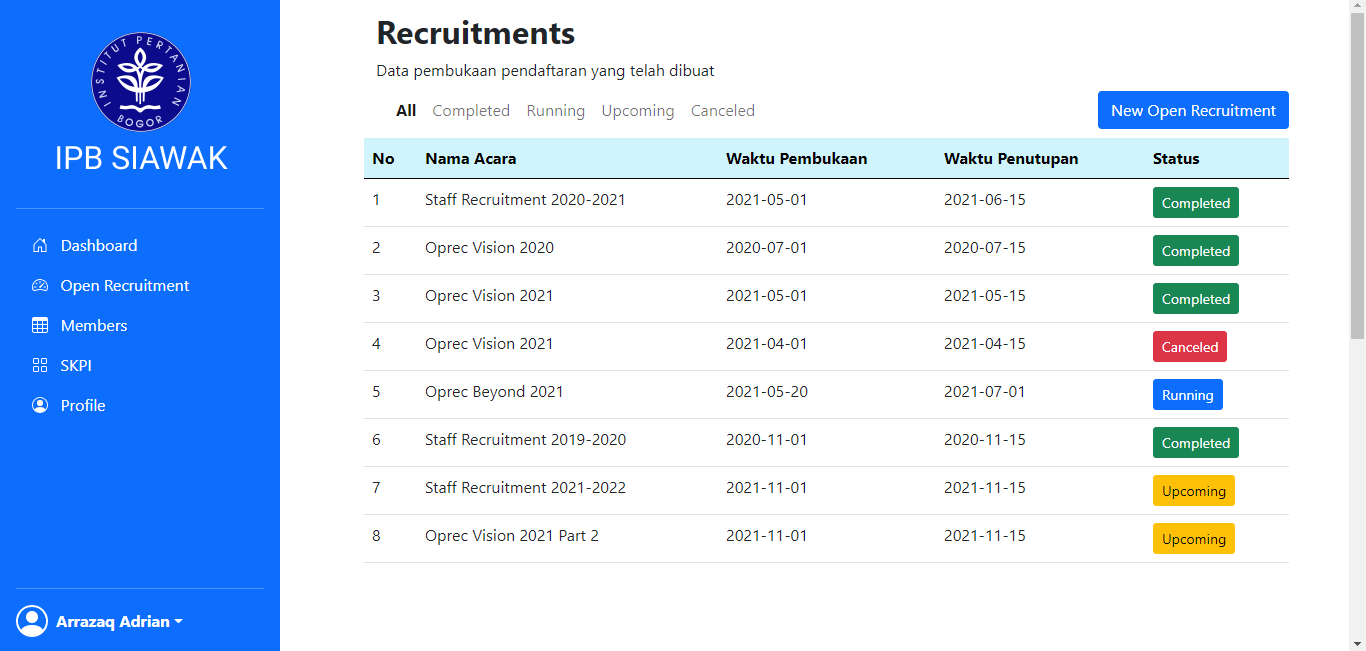 INSTITUT PERTANIAN
BOGOR
IPB SIAWAK
Dashboard
Open Recruitment
Members
SKPI
Profile
Arrazaq Adrian
Recruitments
Data pembukaan pendaftaran yang telah dibuat
All Completed Running Upcoming Canceled New Open Recruitment
No Nama Acara Waktu Pembukaan Waktu Penutupan Status
1 Staff Recruitment 2020-2021 2021-05-01 2021-06-15 Completed
2 Oprec Vision 2020 2020-07-01 2020-07-15 Completed
3 Oprec Vision 2021 2021-05-01 2021-05-15 Completed
4 Oprec Vision 2021 2021-04-01 2021-04-15 Canceled
5 Oprec Beyond 2021 2021-05-20 2021-07-01 Running
6 Staff Recruitment 2019-2020 2020-11-01 2020-11-15 Completed
7 Staff Recruitment 2021-2022 2021-11-01 2021-11-15 Upcoming
8 Oprec Vision 2021 Part 2 2021-11-01 2021-11-15 Upcoming